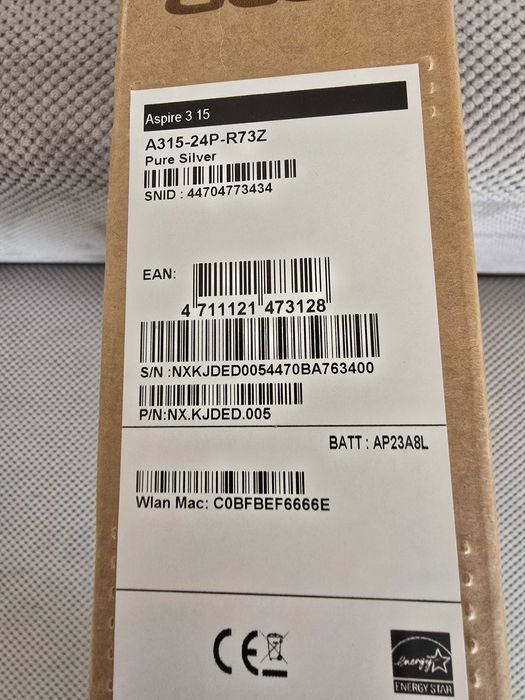 Aspire 3 15
A315-24P-R73Z
Pure Silver
SNID : 44704773434
EAN:
4 711121 473128
S/N :NXKJDED0054470BA763400
P/N:NX.KJDED.005
BATT : AP23A8L
Wlan Mac: C0BFBEF6666E
CE
energy
ENERGY STAR